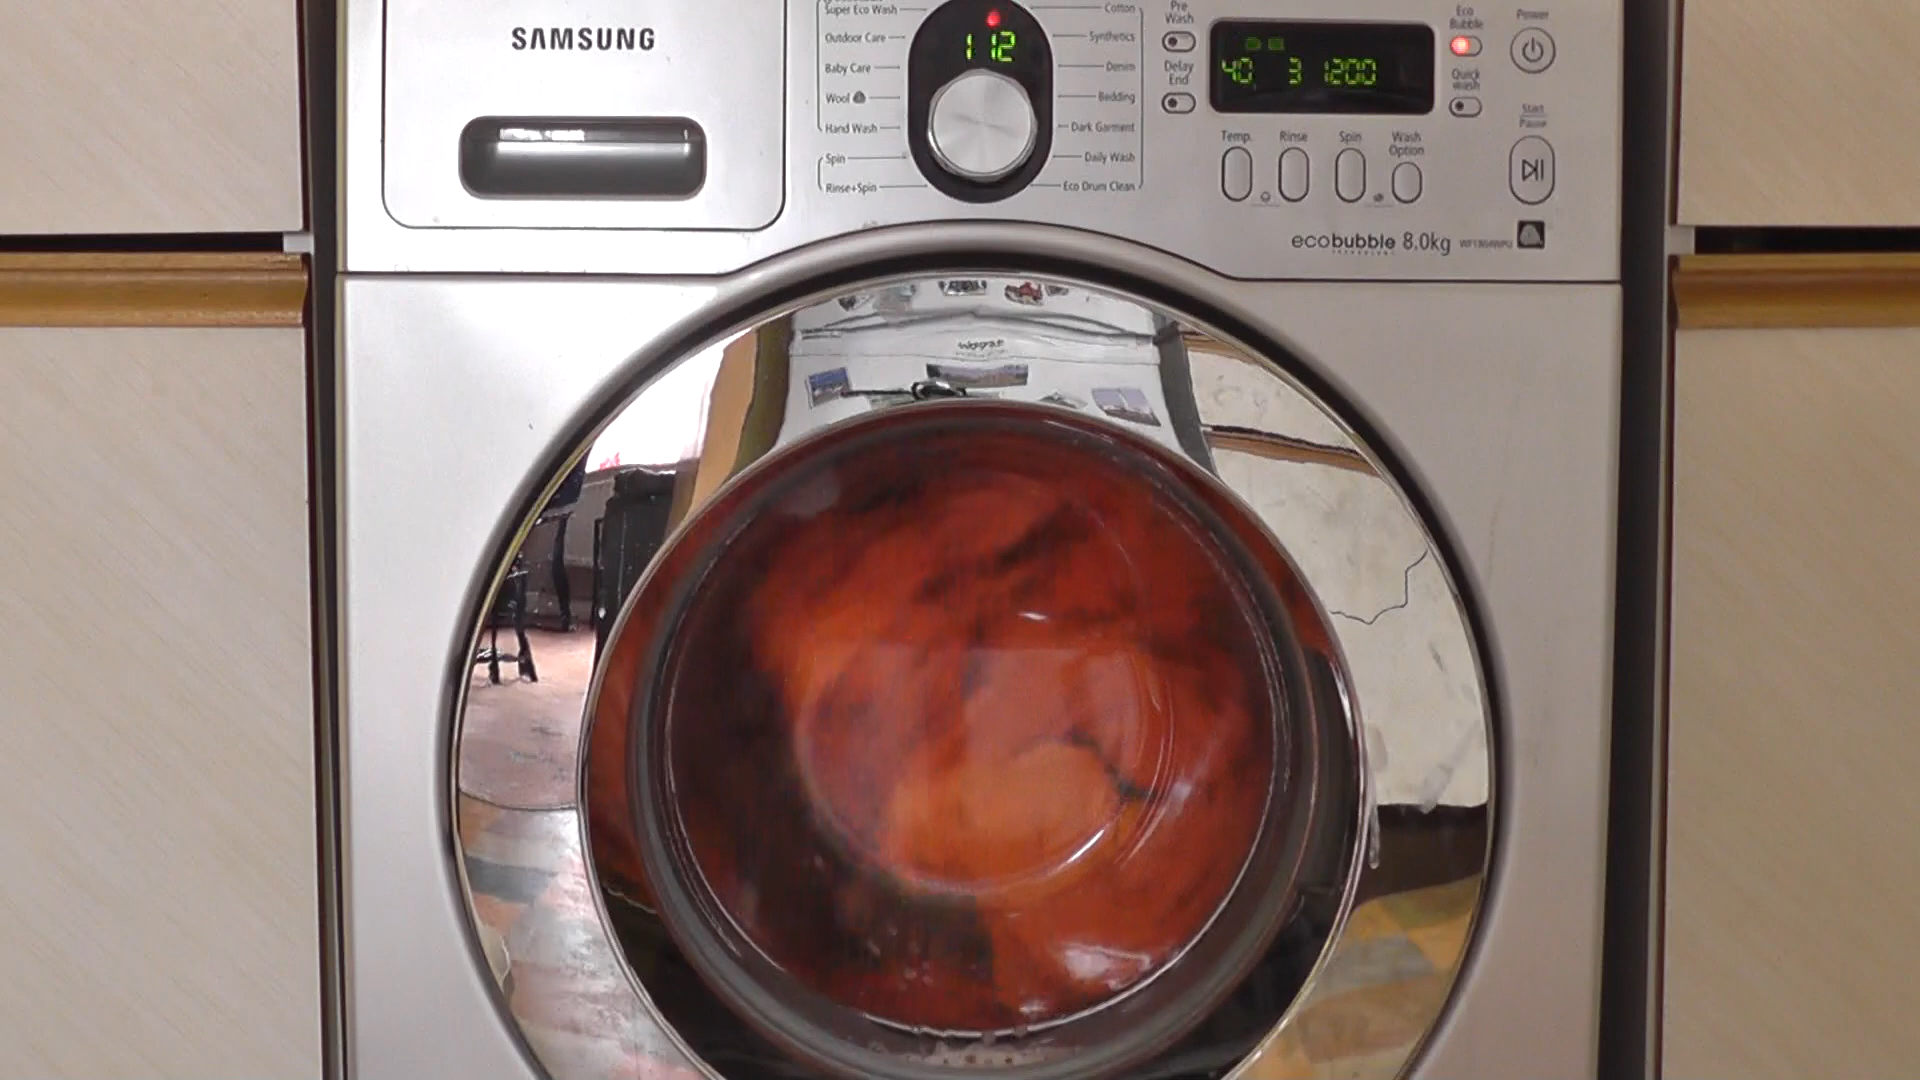 SAMSUNG
Super Eco Wash
Outdoor Care
Baby Care
Wool
Hand Wash
Spin
Rinse+Spin
1 12
Cotton
Synthetics
Denim
Bedding
Dark Garment
Daily Wash
Eco Drum Clean
Pre
Wash
Delay
End
40 3 1200
Eco
Bubble
Quick
Wash
Power
Start
Pause
Temp.
Rinse
Spin
Wash
Option
ecobubble 8.0kg